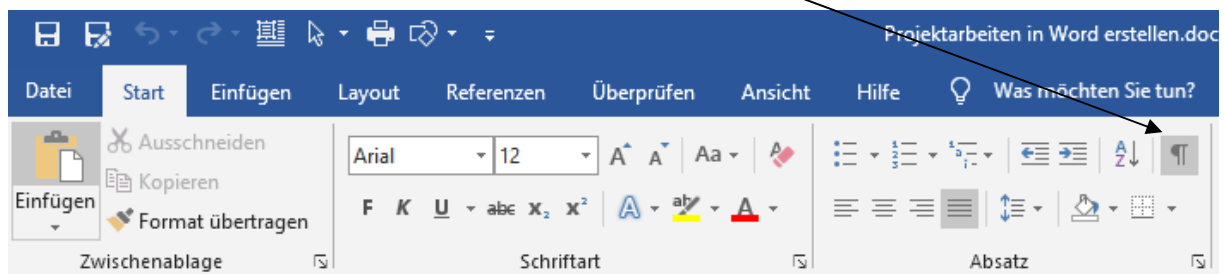 Projektarbeiten in Word erstellen.doc
Datei Start Einfügen Layout Referenzen Überprüfen Ansicht Hilfe Was möchten Sie tun?
Ausschneiden
Kopieren
Einfügen
Format übertragen
Zwischenablage
Arial 12 A A Aa
F K U abc X₂ X² A ab A
Schriftart
A Z ¶
Absatz